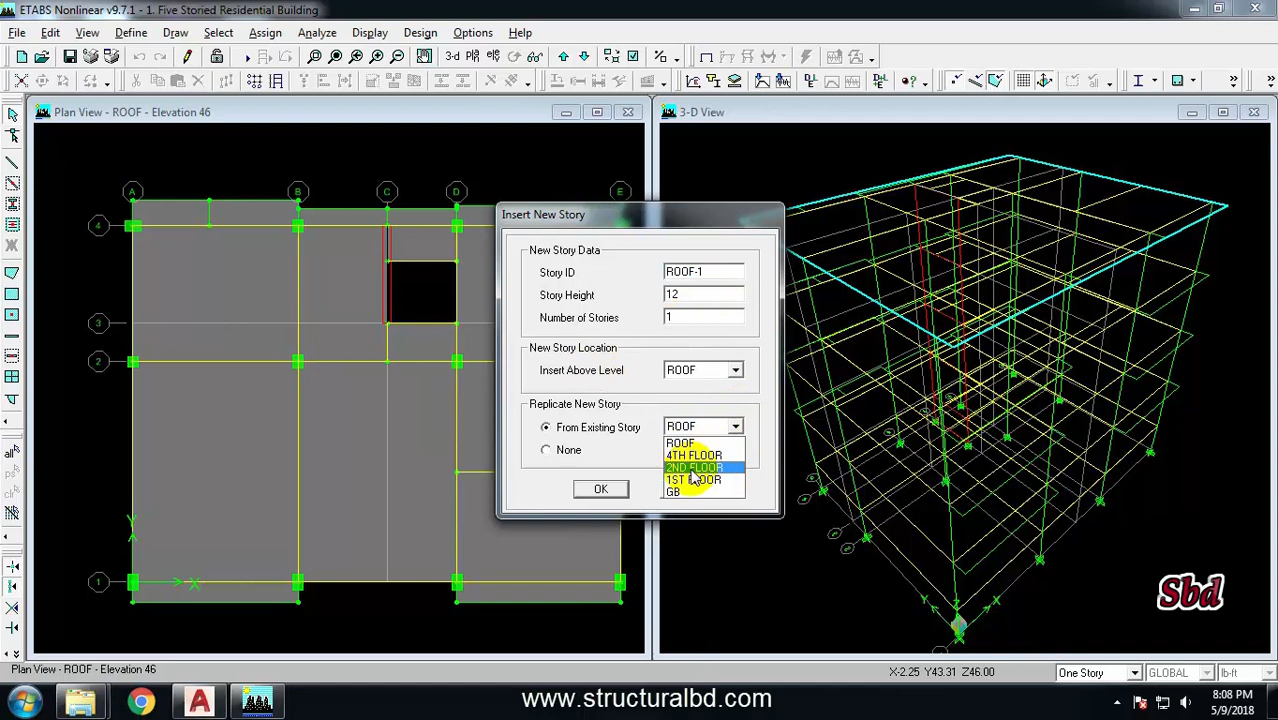 ETABS Nonlinear v9.7.1 - 1. Five Storied Residential Building
File Edit View Define Draw Select Assign Analyze Display Design Options Help
3-d
Plan View - ROOF - Elevation 46
3-D View
A B C D E
4
3
2
1
Y
X
Insert New Story
New Story Data
Story ID ROOF-1
Story Height 12
Number of Stories 1
New Story Location
Insert Above Level ROOF
Replicate New Story
From Existing Story ROOF
None
ROOF
4TH FLOOR
2ND FLOOR
1ST FLOOR
GB
OK
Y Z X
Sbd
all
Plan View - ROOF - Elevation 46
X-2.25 Y43.31 Z46.00
One Story
GLOBAL
lb-ft
www.structuralbd.com
8:08 PM
5/9/2018